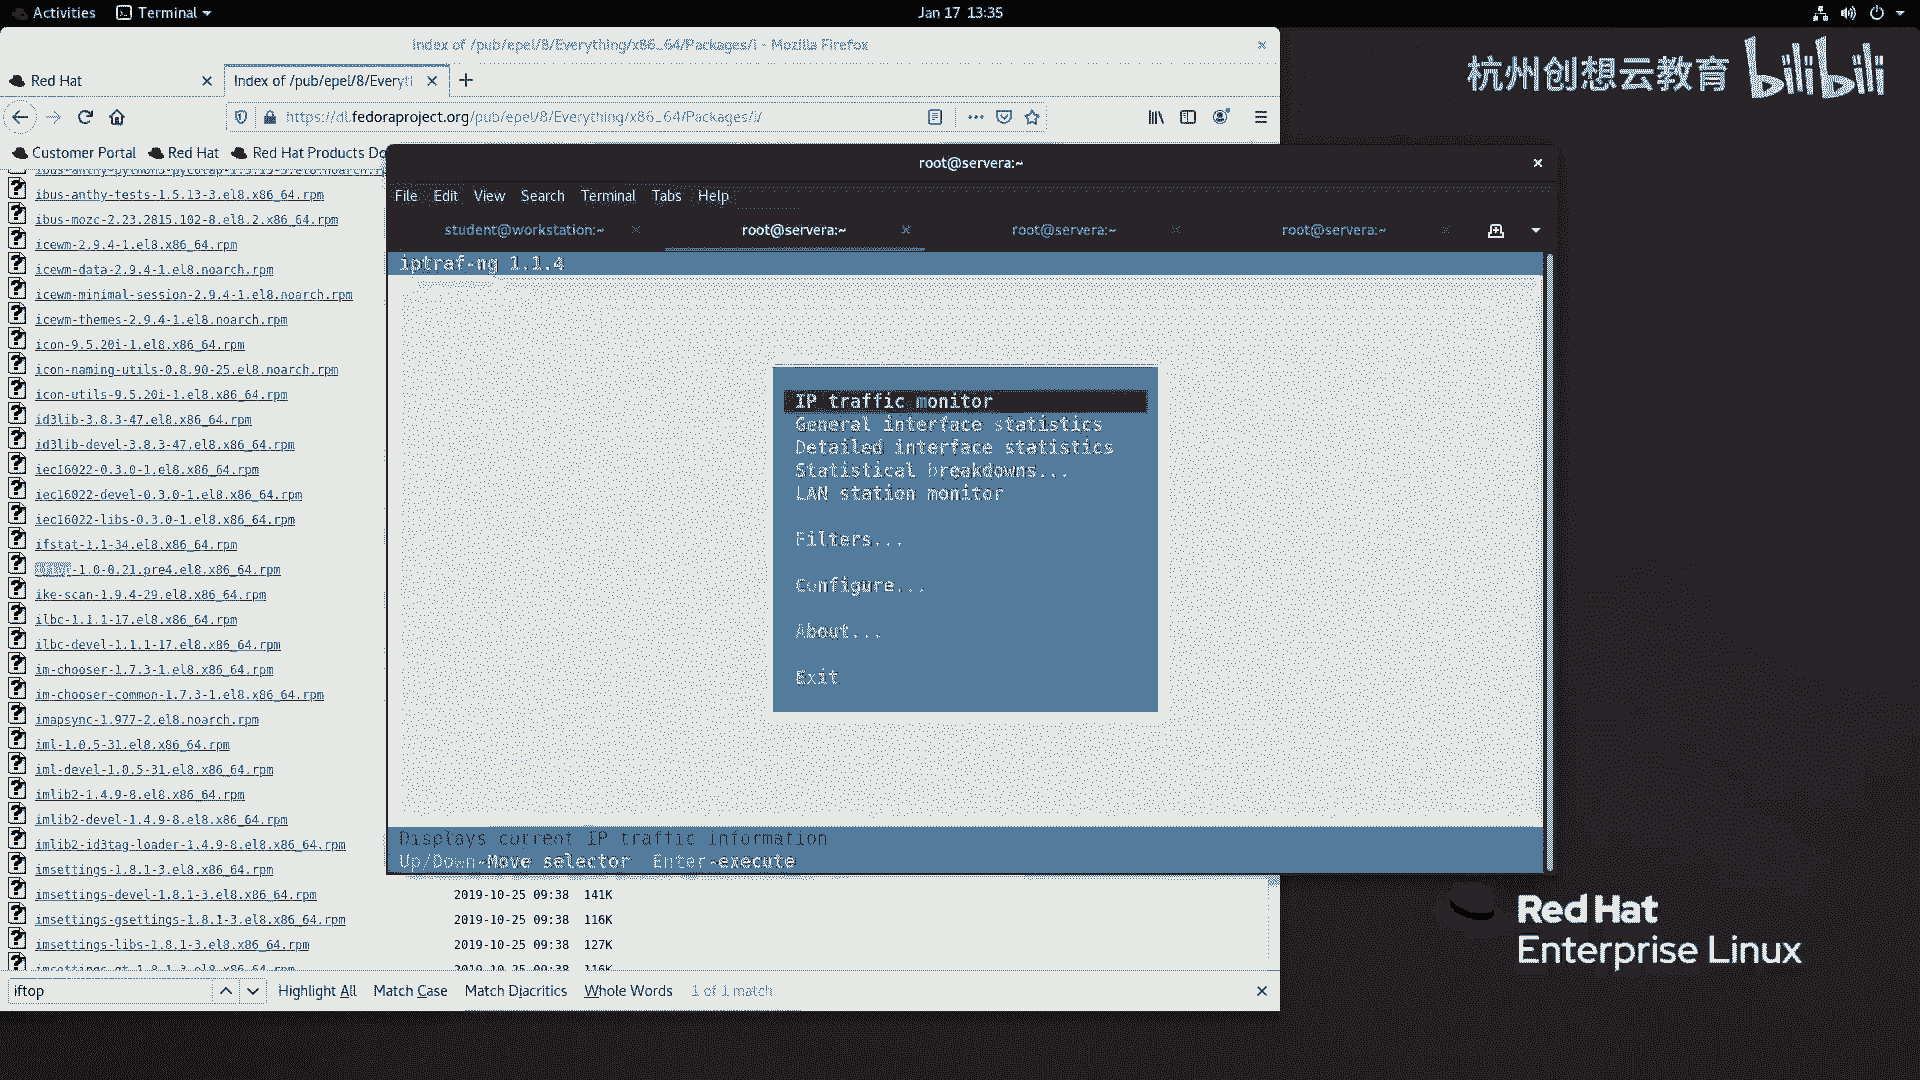 Activities
Terminal
Jan 17 13:35
Index of /pub/epel/8/Everything/x86_64/Packages/i - Mozilla Firefox
杭州创想云教育 bilibili
Red Hat
Index of /pub/epel/8/Everyt
https://dl.fedoraproject.org/pub/epel/8/Everything/x86_64/Packages/i/
Customer Portal
Red Hat
Red Hat Products Do
root@servera:~
File Edit View Search Terminal Tabs Help
student@workstation:~
root@servera:~
root@servera:~
root@servera:~
iptraf-ng 1.1.4
IP traffic monitor
General interface statistics
Detailed interface statistics
Statistical breakdowns...
LAN station monitor
Filters...
Configure...
About...
Exit
Displays current IP traffic information
Up/Down-Move selector Enter-execute
ibus-anthy-tests-1.5.13-3.el8.x86_64.rpm
ibus-mozc-2.23.2815.102-8.el8.2.x86_64.rpm
icewm-2.9.4-1.el8.x86_64.rpm
icewm-data-2.9.4-1.el8.noarch.rpm
icewm-minimal-session-2.9.4-1.el8.noarch.rpm
icewm-themes-2.9.4-1.el8.noarch.rpm
icon-9.5.20i-1.el8.x86_64.rpm
icon-naming-utils-0.8.90-25.el8.noarch.rpm
icon-utils-9.5.20i-1.el8.x86_64.rpm
id3lib-3.8.3-47.el8.x86_64.rpm
id3lib-devel-3.8.3-47.el8.x86_64.rpm
iec16022-0.3.0-1.el8.x86_64.rpm
iec16022-devel-0.3.0-1.el8.x86_64.rpm
iec16022-libs-0.3.0-1.el8.x86_64.rpm
ifstat-1.1-34.el8.x86_64.rpm
iftop-1.0-0.21.pre4.el8.x86_64.rpm
ike-scan-1.9.4-29.el8.x86_64.rpm
ilbc-1.1.1-17.el8.x86_64.rpm
ilbc-devel-1.1.1-17.el8.x86_64.rpm
im-chooser-1.7.3-1.el8.x86_64.rpm
im-chooser-common-1.7.3-1.el8.x86_64.rpm
imapsync-1.977-2.el8.noarch.rpm
iml-1.0.5-31.el8.x86_64.rpm
iml-devel-1.0.5-31.el8.x86_64.rpm
imlib2-1.4.9-8.el8.x86_64.rpm
imlib2-devel-1.4.9-8.el8.x86_64.rpm
imlib2-id3tag-loader-1.4.9-8.el8.x86_64.rpm
imsettings-1.8.1-3.el8.x86_64.rpm
imsettings-devel-1.8.1-3.el8.x86_64.rpm 2019-10-25 09:38 141K
imsettings-gsettings-1.8.1-3.el8.x86_64.rpm 2019-10-25 09:38 116K
imsettings-libs-1.8.1-3.el8.x86_64.rpm 2019-10-25 09:38 127K
imsettings-qt-1.8.1-3.el8.x86_64.rpm 2019-10-25 09:38 116K
iftop
Highlight All
Match Case
Match Diacritics
Whole Words
1 of 1 match
Red Hat
Enterprise Linux